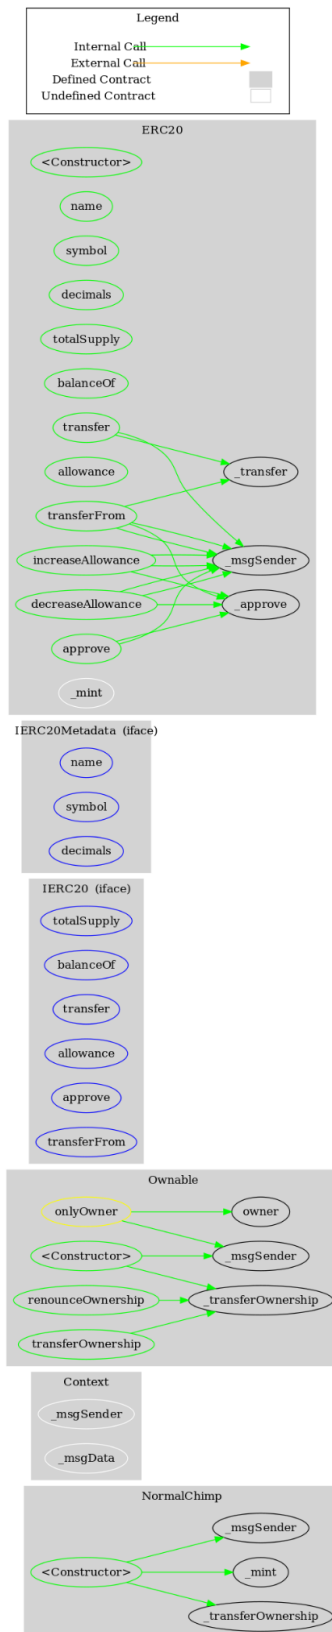 Legend
Internal Call
External Call
Defined Contract
Undefined Contract
ERC20
<Constructor>
name
symbol
decimals
totalSupply
balanceOf
transfer
_transfer
allowance
transferFrom
_msgSender
increaseAllowance
_approve
decreaseAllowance
approve
_mint
IERC20Metadata (iface)
name
symbol
decimals
IERC20 (iface)
totalSupply
balanceOf
transfer
allowance
approve
transferFrom
Ownable
onlyOwner
owner
<Constructor>
_msgSender
renounceOwnership
_transferOwnership
transferOwnership
Context
_msgSender
_msgData
NormalChimp
_msgSender
<Constructor>
_mint
_transferOwnership